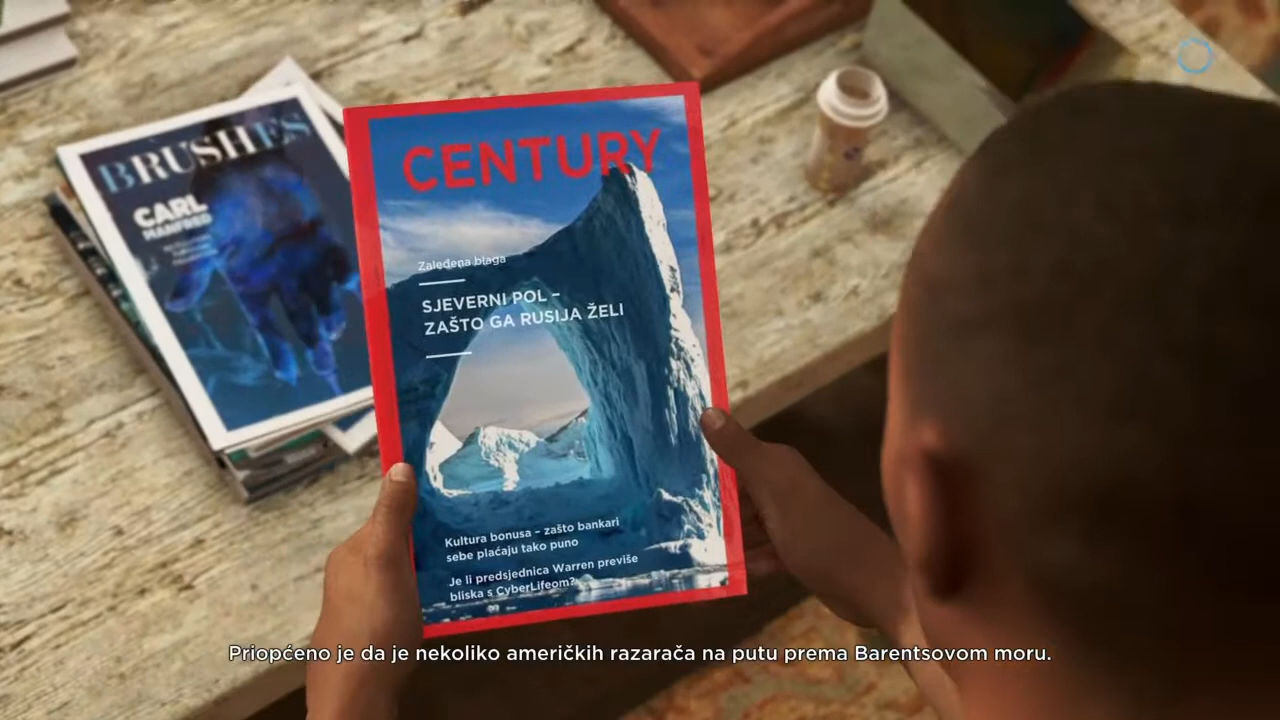 BRUSHES
CARL
MANFRED
CENTURY
Zaleđena blaga
SJEVERNI POL –
ZAŠTO GA RUSIJA ŽELI
Kultura bonusa – zašto bankari
sebe plaćaju tako puno
Je li predsjednica Warren previše
bliska s CyberLifeom?
Priopćeno je da je nekoliko američkih razarača na putu prema Barentsovom moru.